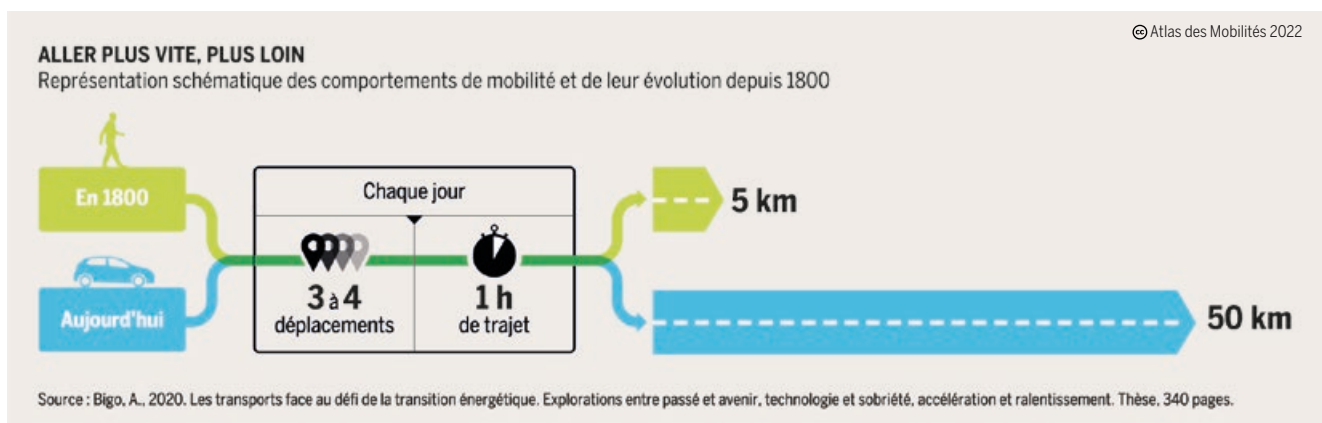 🅭 Atlas des Mobilités 2022
ALLER PLUS VITE, PLUS LOIN
Représentation schématique des comportements de mobilité et de leur évolution depuis 1800
En 1800
Chaque jour
5 km
3 à 4
déplacements
1 h
de trajet
Aujourd'hui
50 km
Source : Bigo, A., 2020. Les transports face au défi de la transition énergétique. Explorations entre passé et avenir, technologie et sobriété, accélération et ralentissement. Thèse, 340 pages.